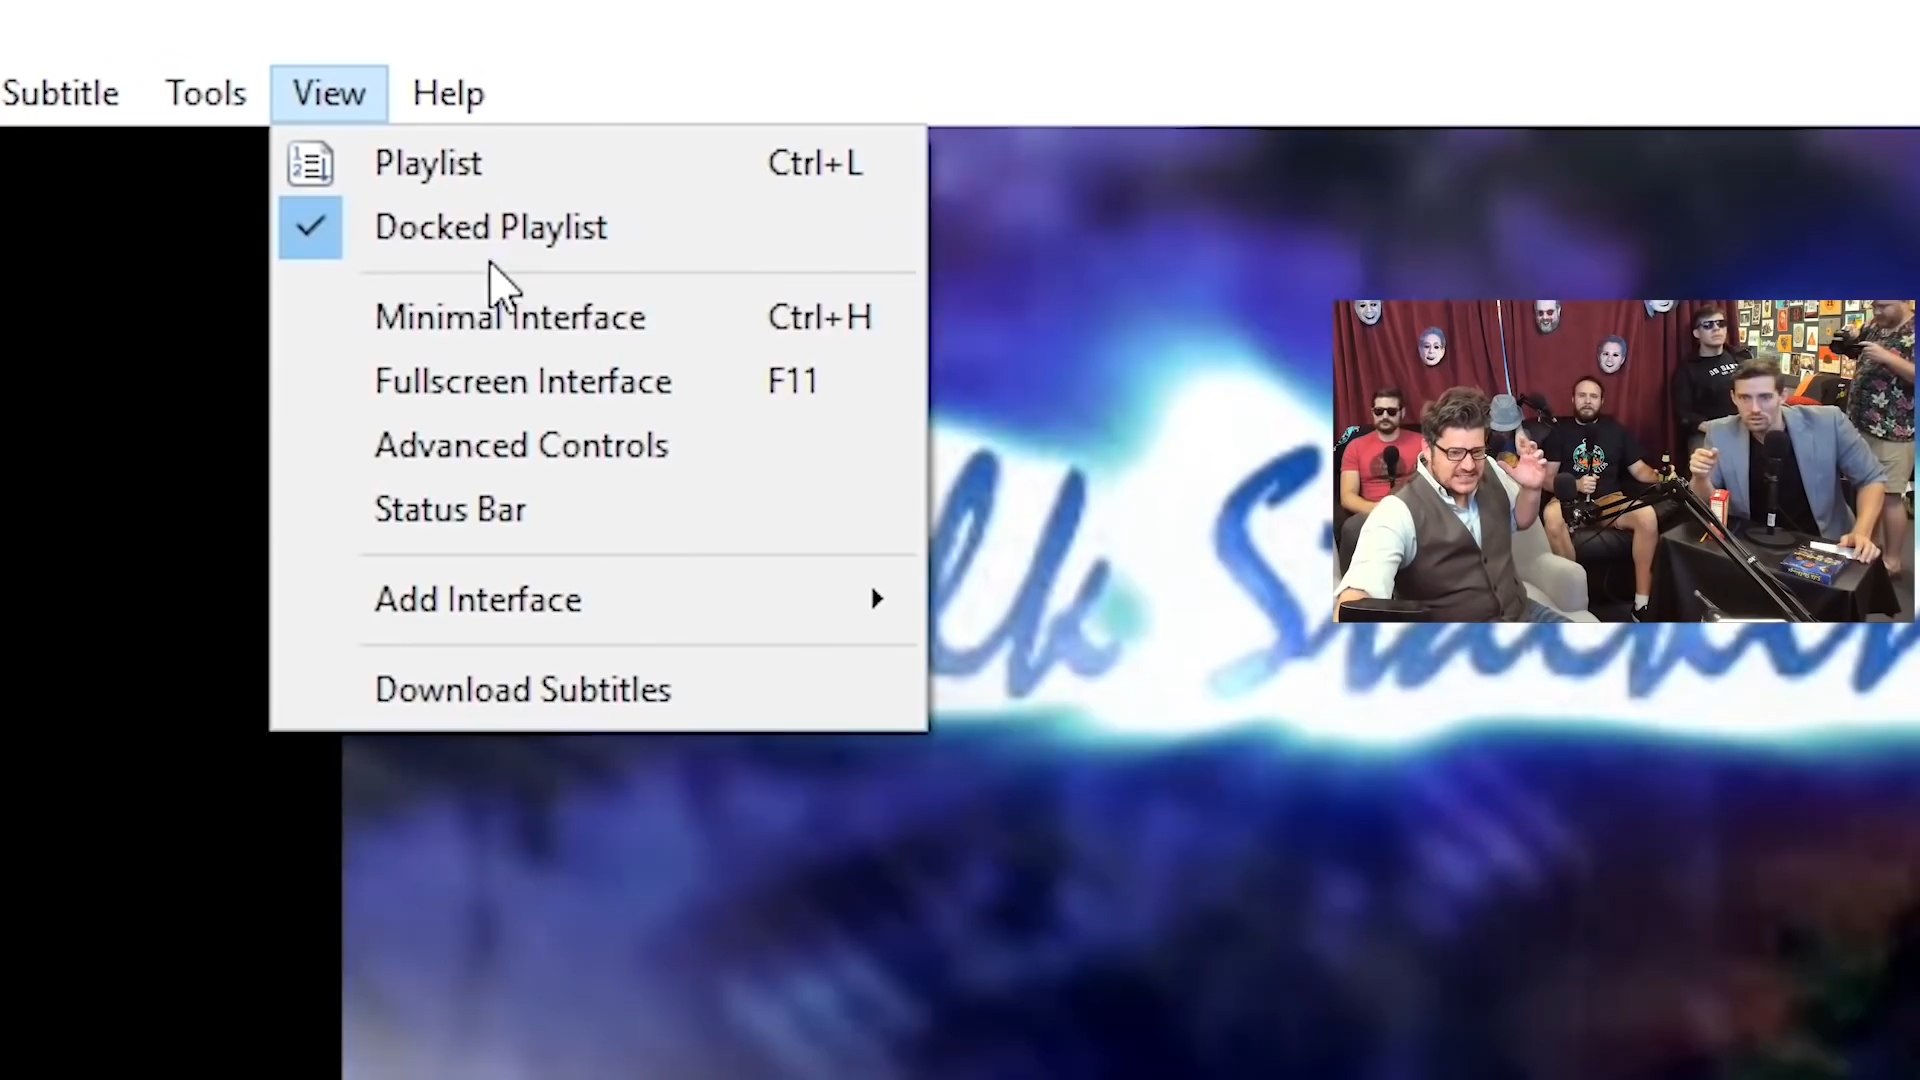 Subtitle Tools View Help
Playlist Ctrl+L
Docked Playlist
Minimal Interface Ctrl+H
Fullscreen Interface F11
Advanced Controls
Status Bar
Add Interface
Download Subtitles